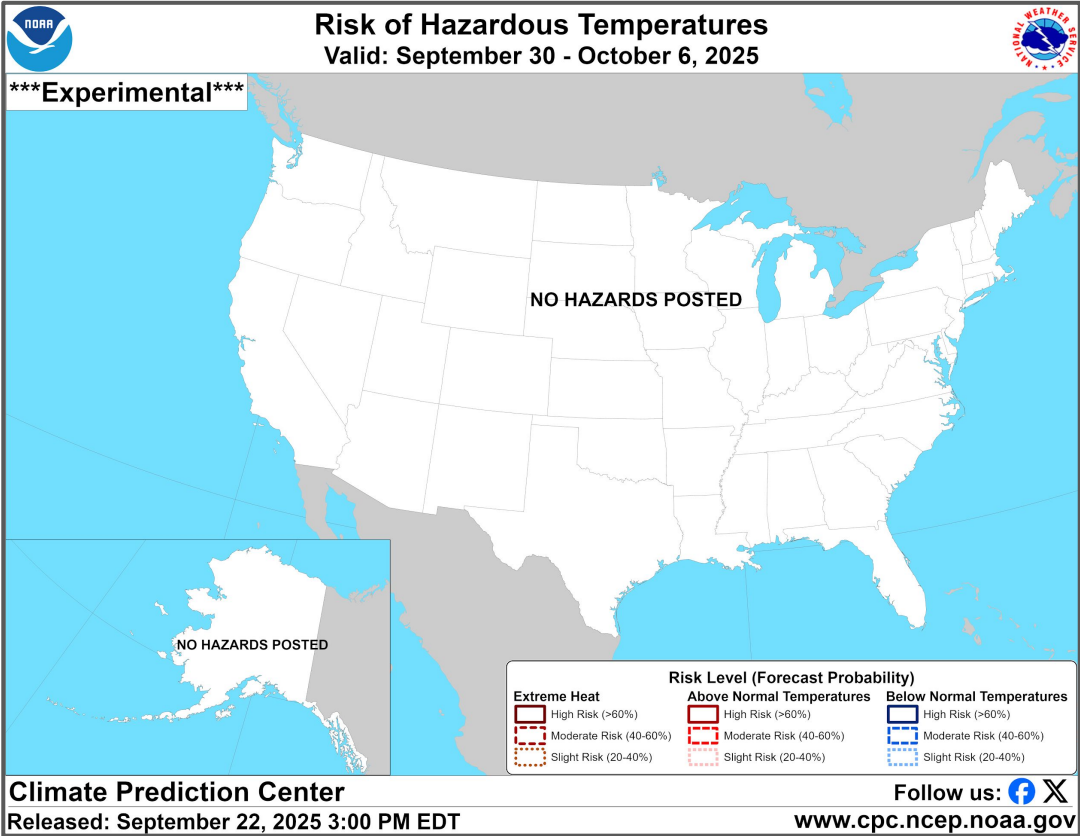 NOAA
Risk of Hazardous Temperatures
Valid: September 30 - October 6, 2025
NATIONAL WEATHER SERVICE
***Experimental***
NO HAZARDS POSTED
NO HAZARDS POSTED
Risk Level (Forecast Probability)
Extreme Heat
High Risk (>60%)
Moderate Risk (40-60%)
Slight Risk (20-40%)
Above Normal Temperatures
High Risk (>60%)
Moderate Risk (40-60%)
Slight Risk (20-40%)
Below Normal Temperatures
High Risk (>60%)
Moderate Risk (40-60%)
Slight Risk (20-40%)
Climate Prediction Center
Follow us:
Released: September 22, 2025 3:00 PM EDT
www.cpc.ncep.noaa.gov